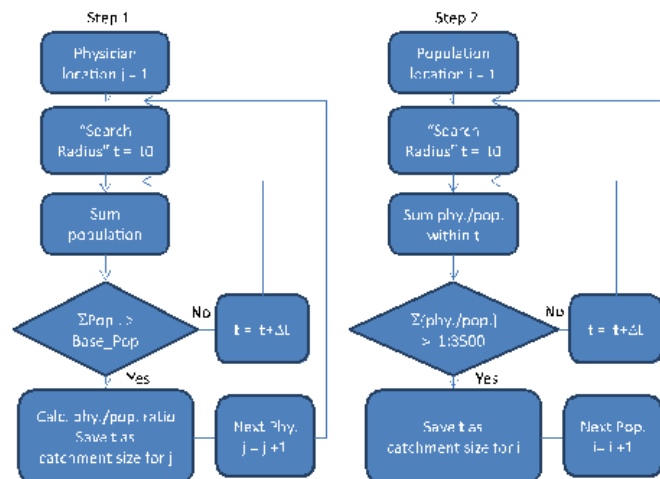 Step 1
Physician
location j = 1
"Search
Radius" t = t0
Sum
population
ΣPop. >
Base_Pop
No
t = t+Δt
Yes
Calc. phy./pop. ratio
Save t as
catchment size for j
Next Phy.
j = j +1
Step 2
Population
location i = 1
"Search
Radius" t = t0
Sum phy./pop.
within t
Σ(phy./pop.)
> 1:3500
No
t = t+Δt
Yes
Save t as
catchment size for i
Next Pop.
i= i +1